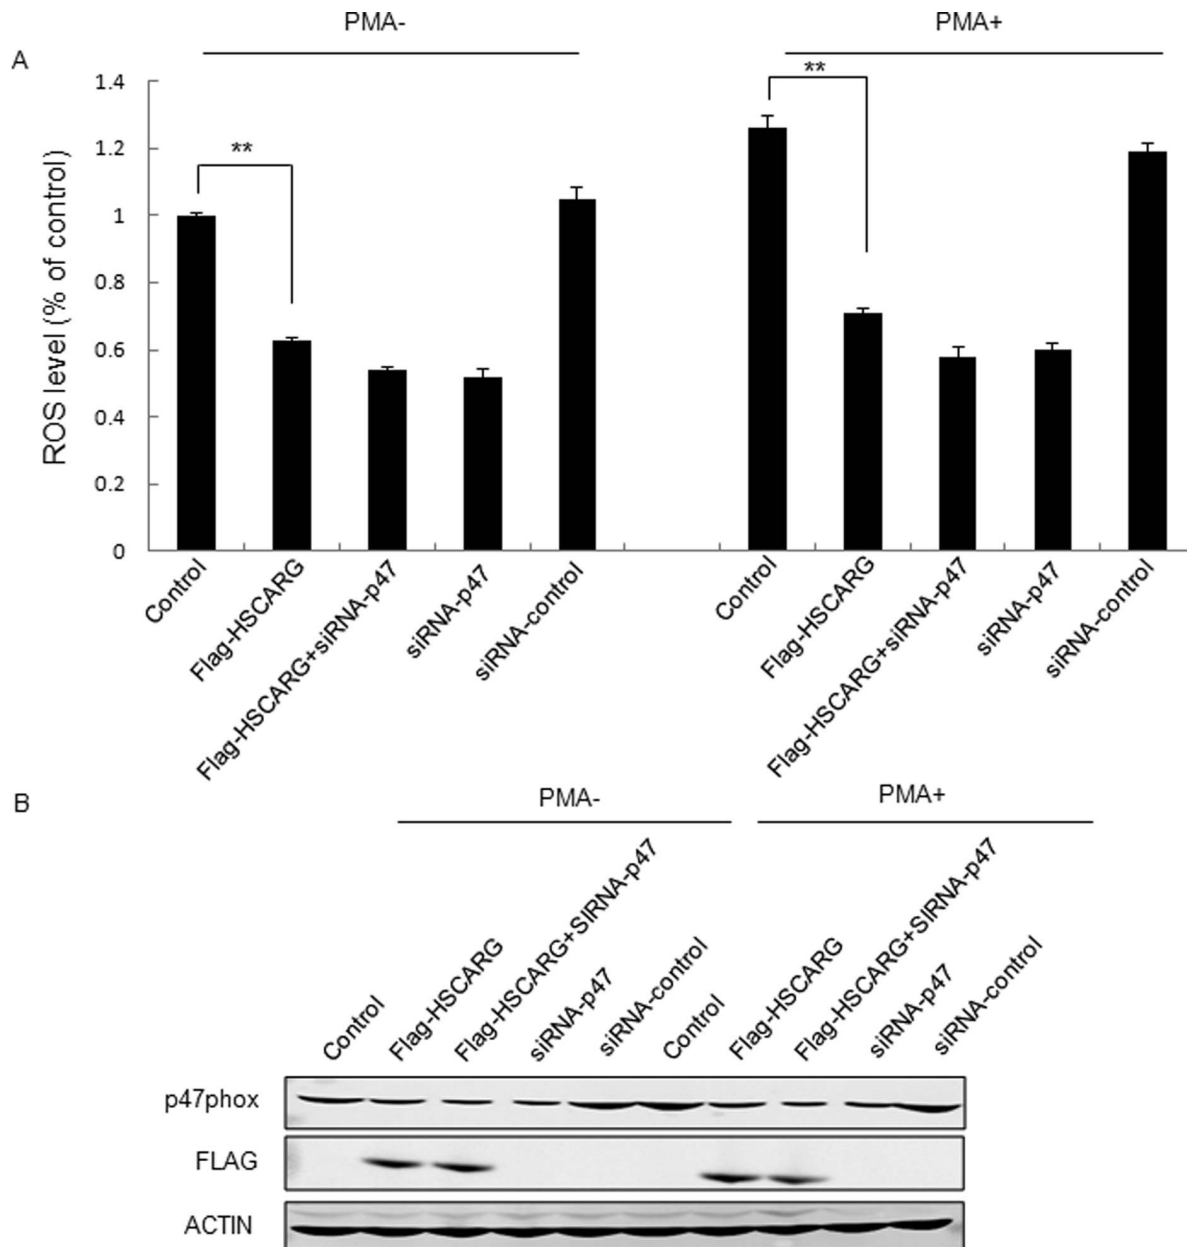 PMA-
PMA+
A
1.4
1.2
1
0.8
0.6
0.4
0.2
0
ROS level (% of control)
**
**
Control
Flag-HSCARG
Flag-HSCARG+siRNA-p47
siRNA-p47
siRNA-control
Control
Flag-HSCARG
Flag-HSCARG+siRNA-p47
siRNA-p47
siRNA-control
B
PMA-
PMA+
Control
Flag-HSCARG
Flag-HSCARG+SIRNA-p47
siRNA-p47
siRNA-control
Control
Flag-HSCARG
Flag-HSCARG+SIRNA-p47
siRNA-p47
siRNA-control
p47phox
FLAG
ACTIN